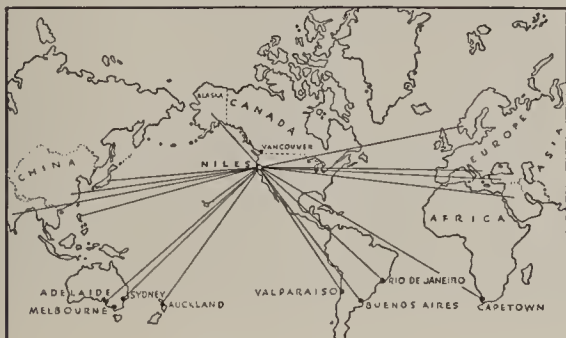 ALASKA
CANADA
VANCOUVER
NILES
CHINA
EUROPE
ASIA
AFRICA
ADELAIDE
SYDNEY
MELBOURNE
AUCKLAND
VALPARAISO
RIO DE JANEIRO
BUENOS AIRES
CAPETOWN